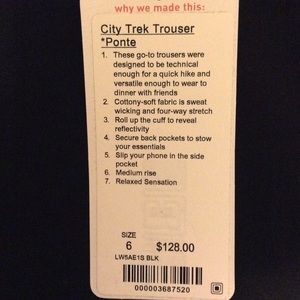 why we made this:
City Trek Trouser
*Ponte
1. These go-to trousers were
designed to be technical
enough for a quick hike and
versatile enough to wear to
dinner with friends
2. Cottony-soft fabric is sweat
wicking and four-way stretch
3. Roll up the cuff to reveal
reflectivity
4. Secure back pockets to stow
your essentials
5. Slip your phone in the side
pocket
6. Medium rise
7. Relaxed Sensation
SIZE
6 $128.00
LW5AE1S BLK
000003687520